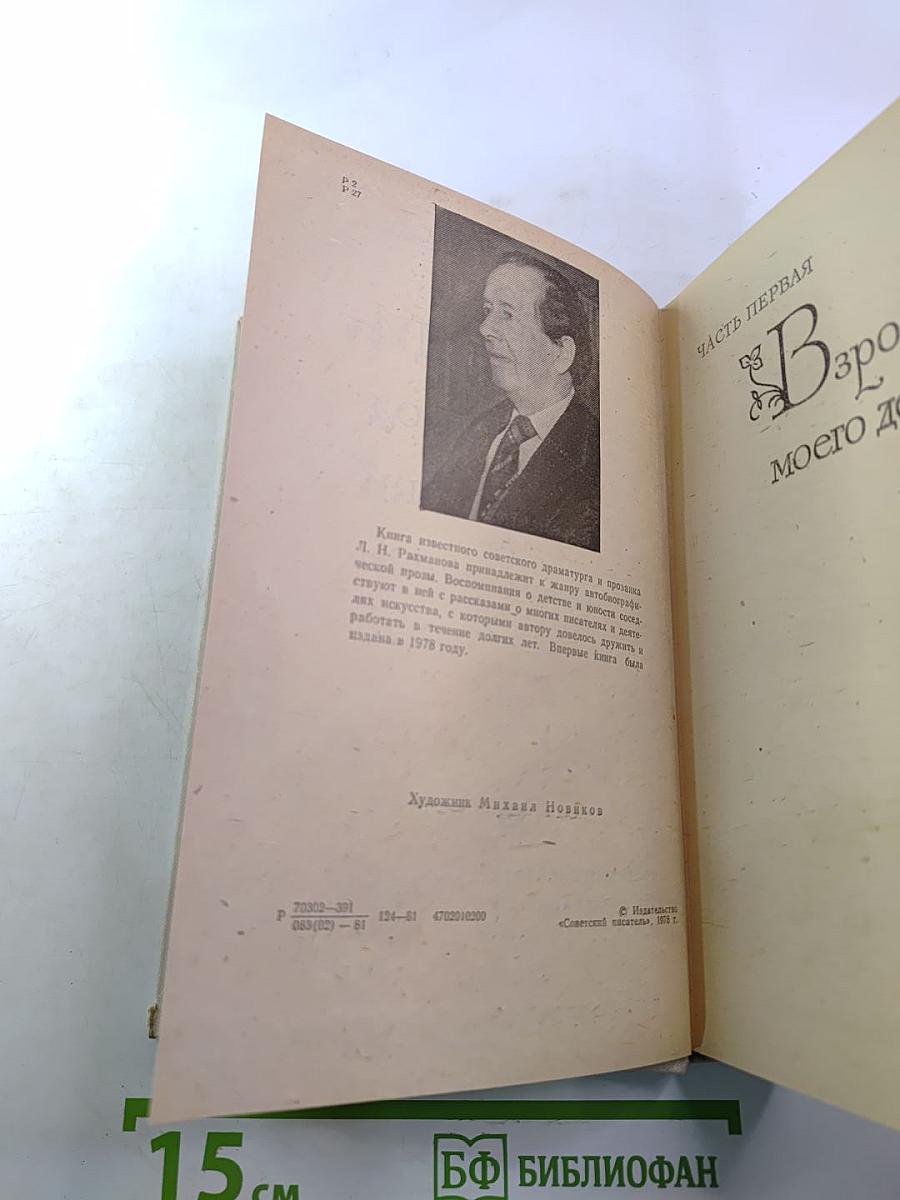 Р 2
Р 27
Книга известного советского драматурга и прозаика
Л. Н. Рахманова принадлежит к жанру автобиографи-
ческой прозы. Воспоминания о детстве и юности сосед-
ствуют в ней с рассказами о многих писателях и деяте-
лях искусства, с которыми автору довелось дружить и
работать в течение долгих лет. Впервые книга была
издана в 1978 году.
Художник Михаил Новиков
Р 70302—391 124—81 4702010200
083(02) — 81
© Издательство
«Советский писатель», 1978 г.
ЧАСТЬ ПЕРВАЯ
Взро
моего до
15 см
БФ БИБЛИОФАН